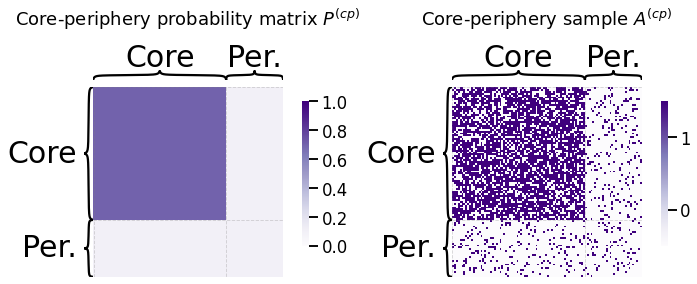 Core-periphery probability matrix $P^{(cp)}$
Core Per.
Core
Per.
1.0
0.8
0.6
0.4
0.2
0.0
Core-periphery sample $A^{(cp)}$
Core Per.
Core
Per.
1
0